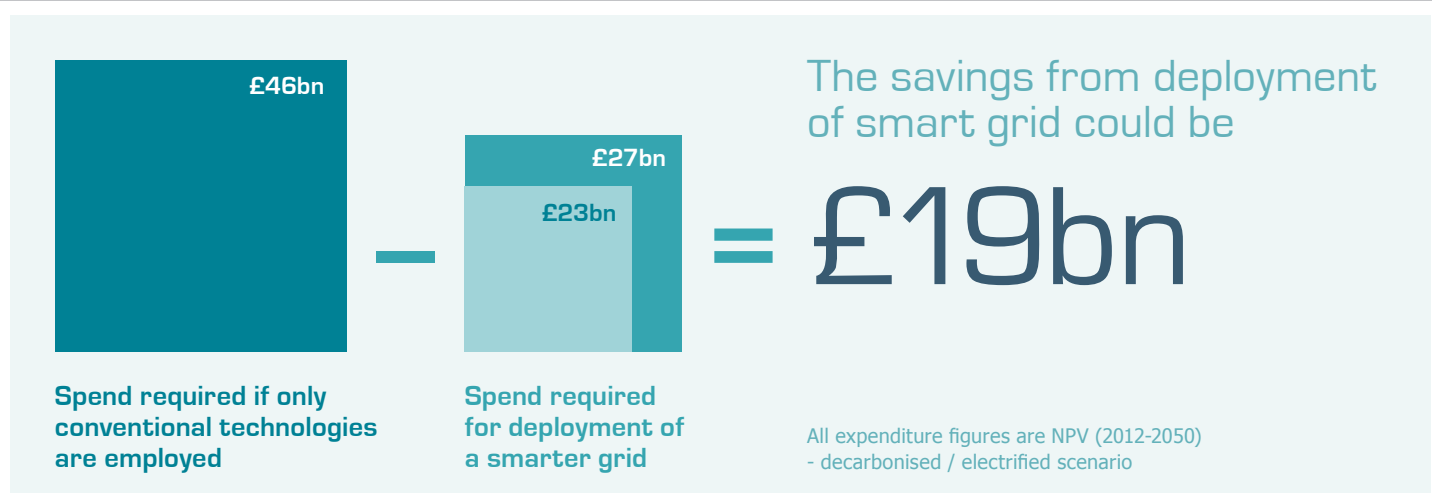 £46bn
£27bn
£23bn
Spend required if only
conventional technologies
are employed
–
Spend required
for deployment of
a smarter grid
=
The savings from deployment
of smart grid could be
£19bn
All expenditure figures are NPV (2012-2050)
- decarbonised / electrified scenario